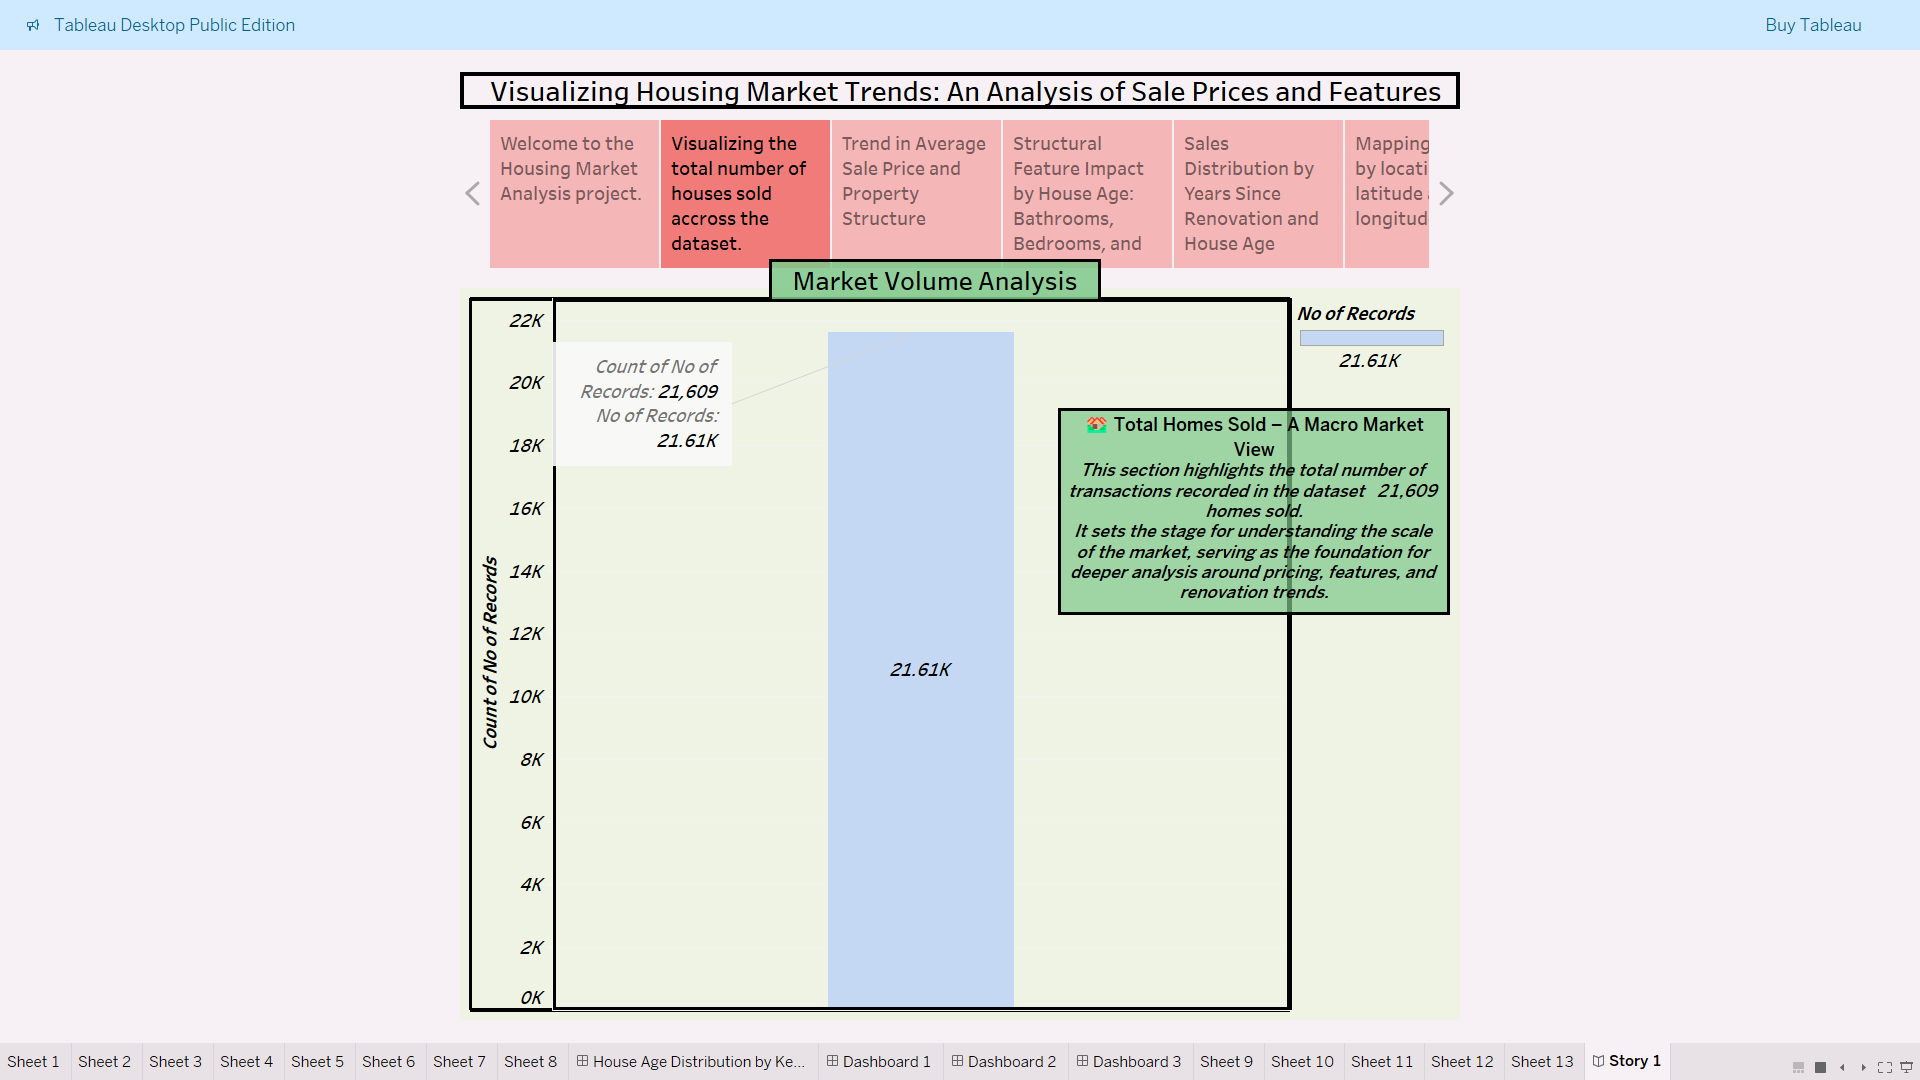 Tableau Desktop Public Edition
Buy Tableau
Visualizing Housing Market Trends: An Analysis of Sale Prices and Features
Welcome to the
Housing Market
Analysis project.
Visualizing the
total number of
houses sold
accross the
dataset.
Trend in Average
Sale Price and
Property
Structure
Structural
Feature Impact
by House Age:
Bathrooms,
Bedrooms, and
Sales
Distribution by
Years Since
Renovation and
House Age
Mapping
by locati
latitude
longitud
Market Volume Analysis
22K
20K
18K
16K
14K
12K
10K
8K
6K
4K
2K
0K
Count of No of Records
Count of No of
Records: 21,609
No of Records:
21.61K
21.61K
No of Records
21.61K
Total Homes Sold – A Macro Market
View
This section highlights the total number of
transactions recorded in the dataset 21,609
homes sold.
It sets the stage for understanding the scale
of the market, serving as the foundation for
deeper analysis around pricing, features, and
renovation trends.
Sheet 1
Sheet 2
Sheet 3
Sheet 4
Sheet 5
Sheet 6
Sheet 7
Sheet 8
House Age Distribution by Ke...
Dashboard 1
Dashboard 2
Dashboard 3
Sheet 9
Sheet 10
Sheet 11
Sheet 12
Sheet 13
Story 1